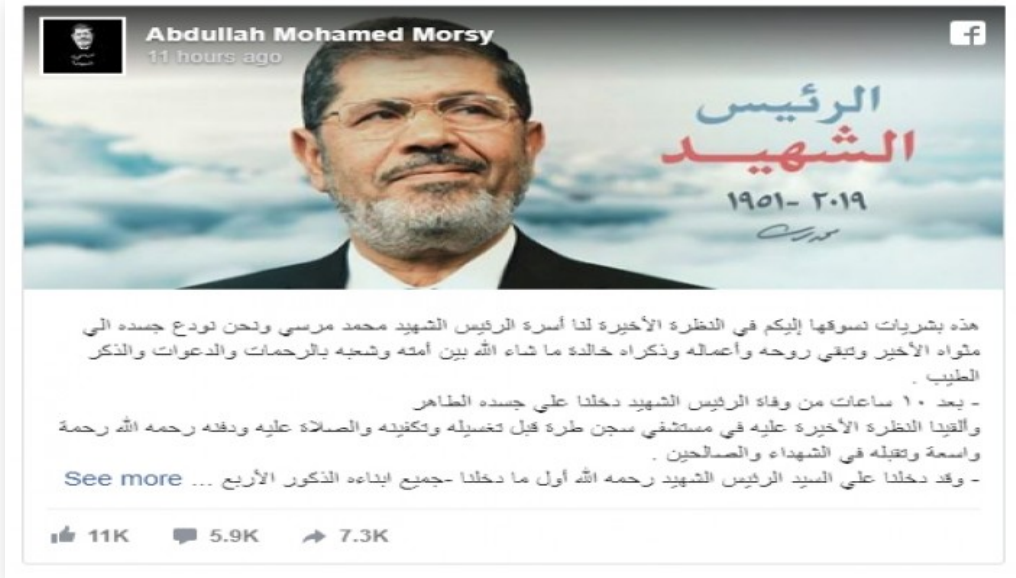 Abdullah Mohamed Morsy
11 hours ago
الرئيس
الشهيد
١٩٥١- ٢٠١٩
هذه بشريات نسوقها إليكم في النظرة الأخيرة لنا أسرة الرئيس الشهيد محمد مرسي ونحن نودع جسده الي
مثواه الأخير وتبقي روحه وأعماله وذكراه خالدة ما شاء الله بين أمته وشعبه بالرحمات والدعوات والذكر
الطيب .
- بعد ١٠ ساعات من وفاة الرئيس الشهيد دخلنا علي جسده الطاهر
وألقينا النظرة الأخيرة عليه في مستشفي سجن طرة قبل تغسيله وتكفينه والصلاة عليه ودفنه رحمه الله رحمة
واسعة وتقبله في الشهداء والصالحين .
- وقد دخلنا علي السيد الرئيس الشهيد رحمه الله أول ما دخلنا -جميع ابناءه الذكور الأربع ... See more
11K 5.9K 7.3K